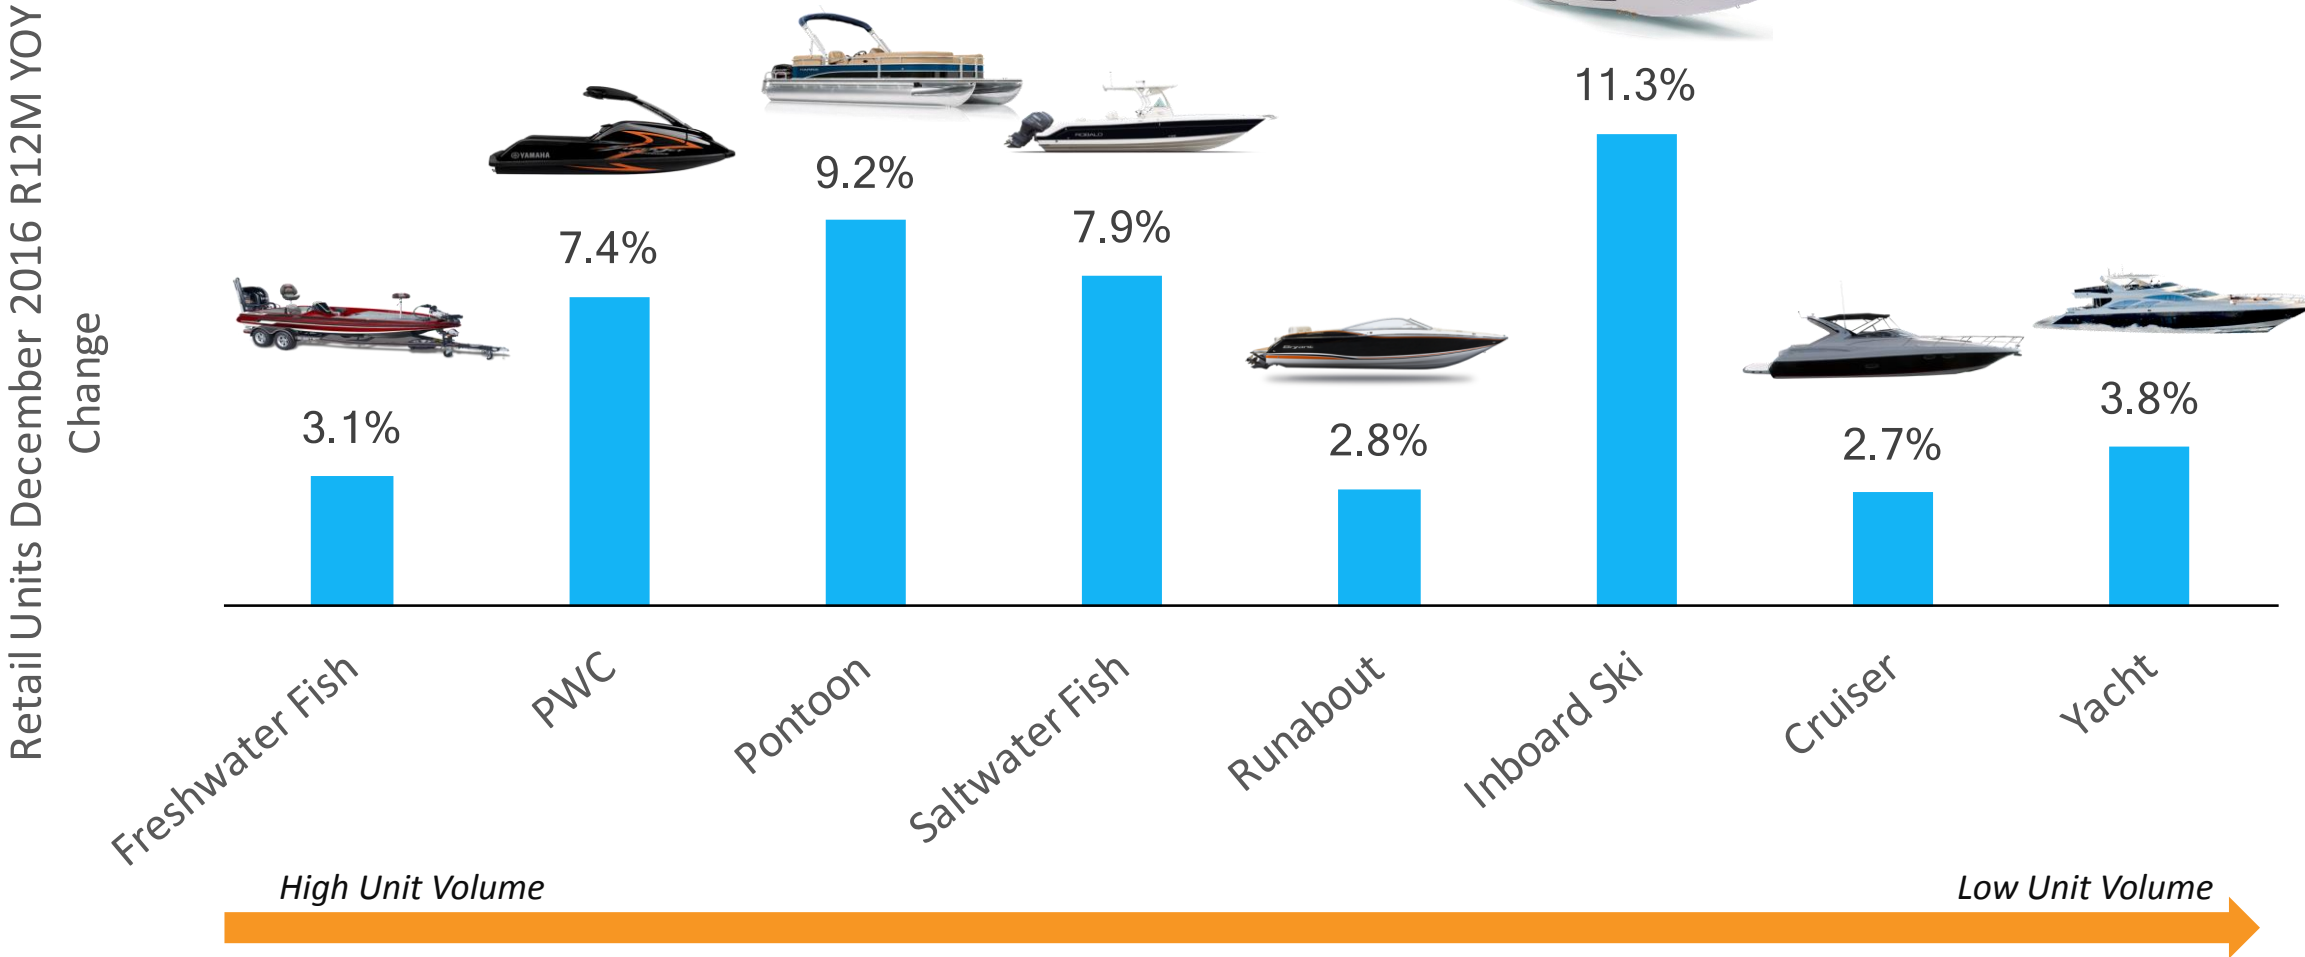 Retail Units December 2016 R12M YOY
Change
3.1%
7.4%
9.2%
7.9%
2.8%
11.3%
2.7%
3.8%
YAMAHA
ROBALO
Freshwater Fish
PWC
Pontoon
Saltwater Fish
Runabout
Inboard Ski
Cruiser
Yacht
High Unit Volume
Low Unit Volume